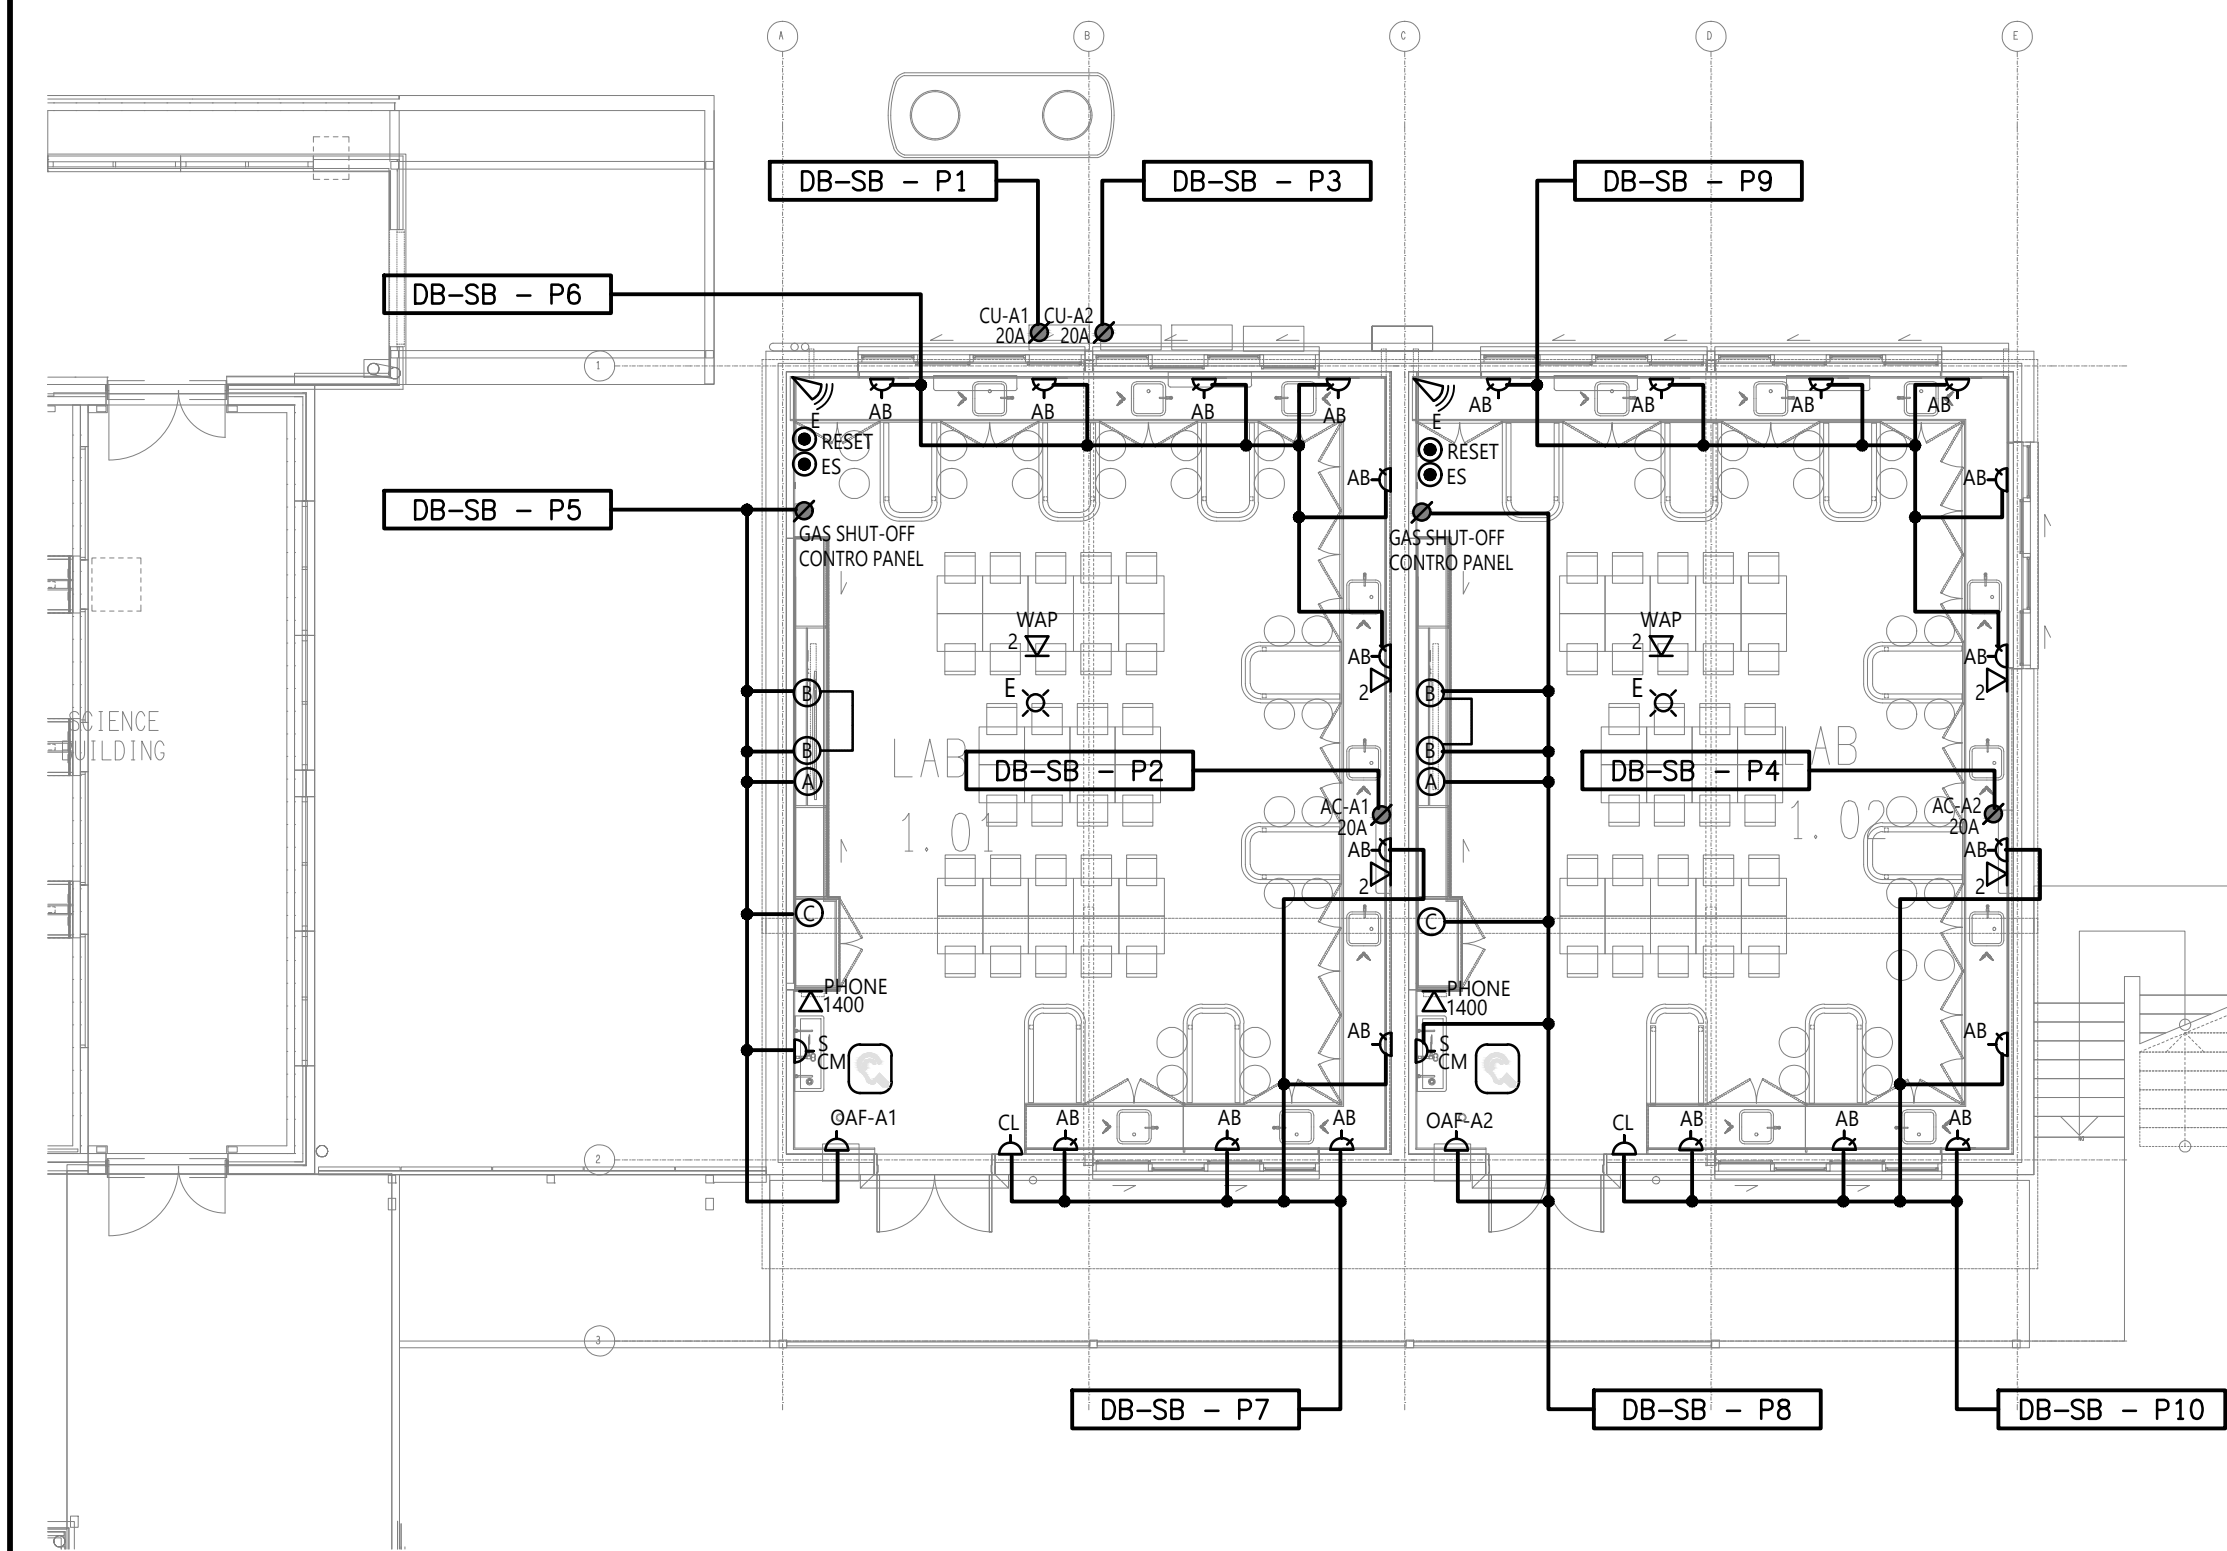 A
B
C
D
E
DB-SB - P1
DB-SB - P3
DB-SB - P9
DB-SB - P6
CU-A1
20A
CU-A2
20A
1
AB
AB
AB
AB
AB
AB
AB
AB
E
RESET
ES
E
RESET
ES
AB
AB
DB-SB - P5
GAS SHUT-OFF
CONTRO PANEL
GAS SHUT-OFF
CONTRO PANEL
WAP
2
WAP
2
AB
2
AB
2
E
E
B
B
A
B
B
A
SCIENCE
BUILDING
LAB
1.01
LAB
1.02
DB-SB - P2
DB-SB - P4
AC-A1
20A
AC-A2
20A
AB
2
AB
2
C
C
PHONE
1400
PHONE
1400
S
CM
S
CM
AB
AB
OAF-A1
CL
AB
AB
AB
OAF-A2
CL
AB
AB
AB
2
3
DB-SB - P7
DB-SB - P8
DB-SB - P10